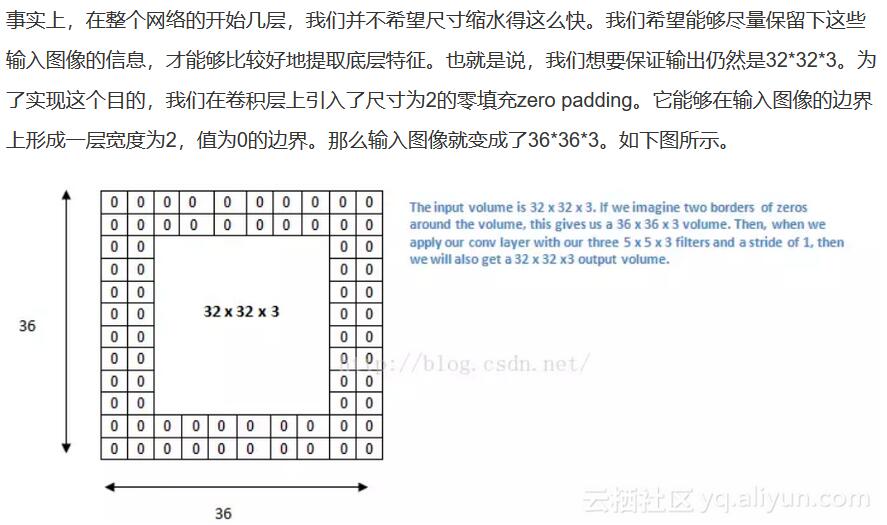 事实上，在整个网络的开始几层，我们并不希望尺寸缩水得这么快。我们希望能够尽量保留下这些
输入图像的信息，才能够比较好地提取底层特征。也就是说，我们想要保证输出仍然是32*32*3。为
了实现这个目的，我们在卷积层上引入了尺寸为2的零填充zero padding。它能够在输入图像的边界
上形成一层宽度为2，值为0的边界。那么输入图像就变成了36*36*3。如下图所示。
0 0 0 0 0 0 0 0 0 0
0 0 0 0 0 0 0 0 0 0
0 0 0 0
0 0 0 0
0 0 0 0
0 0 32 x 32 x 3 0 0
0 0 0 0
0 0 0 0
0 0 0 0
0 0 0 0
0 0 0 0 0 0 0 0 0 0
0 0 0 0 0 0 0 0 0 0
36
36
The input volume is 32 x 32 x 3. If we imagine two borders of zeros
around the volume, this gives us a 36 x 36 x 3 volume. Then, when we
apply our conv layer with our three 5 x 5 x 3 filters and a stride of 1, then
we will also get a 32 x 32 x3 output volume.
http://blog.csdn.net/
云栖社区 yq.aliyun.com